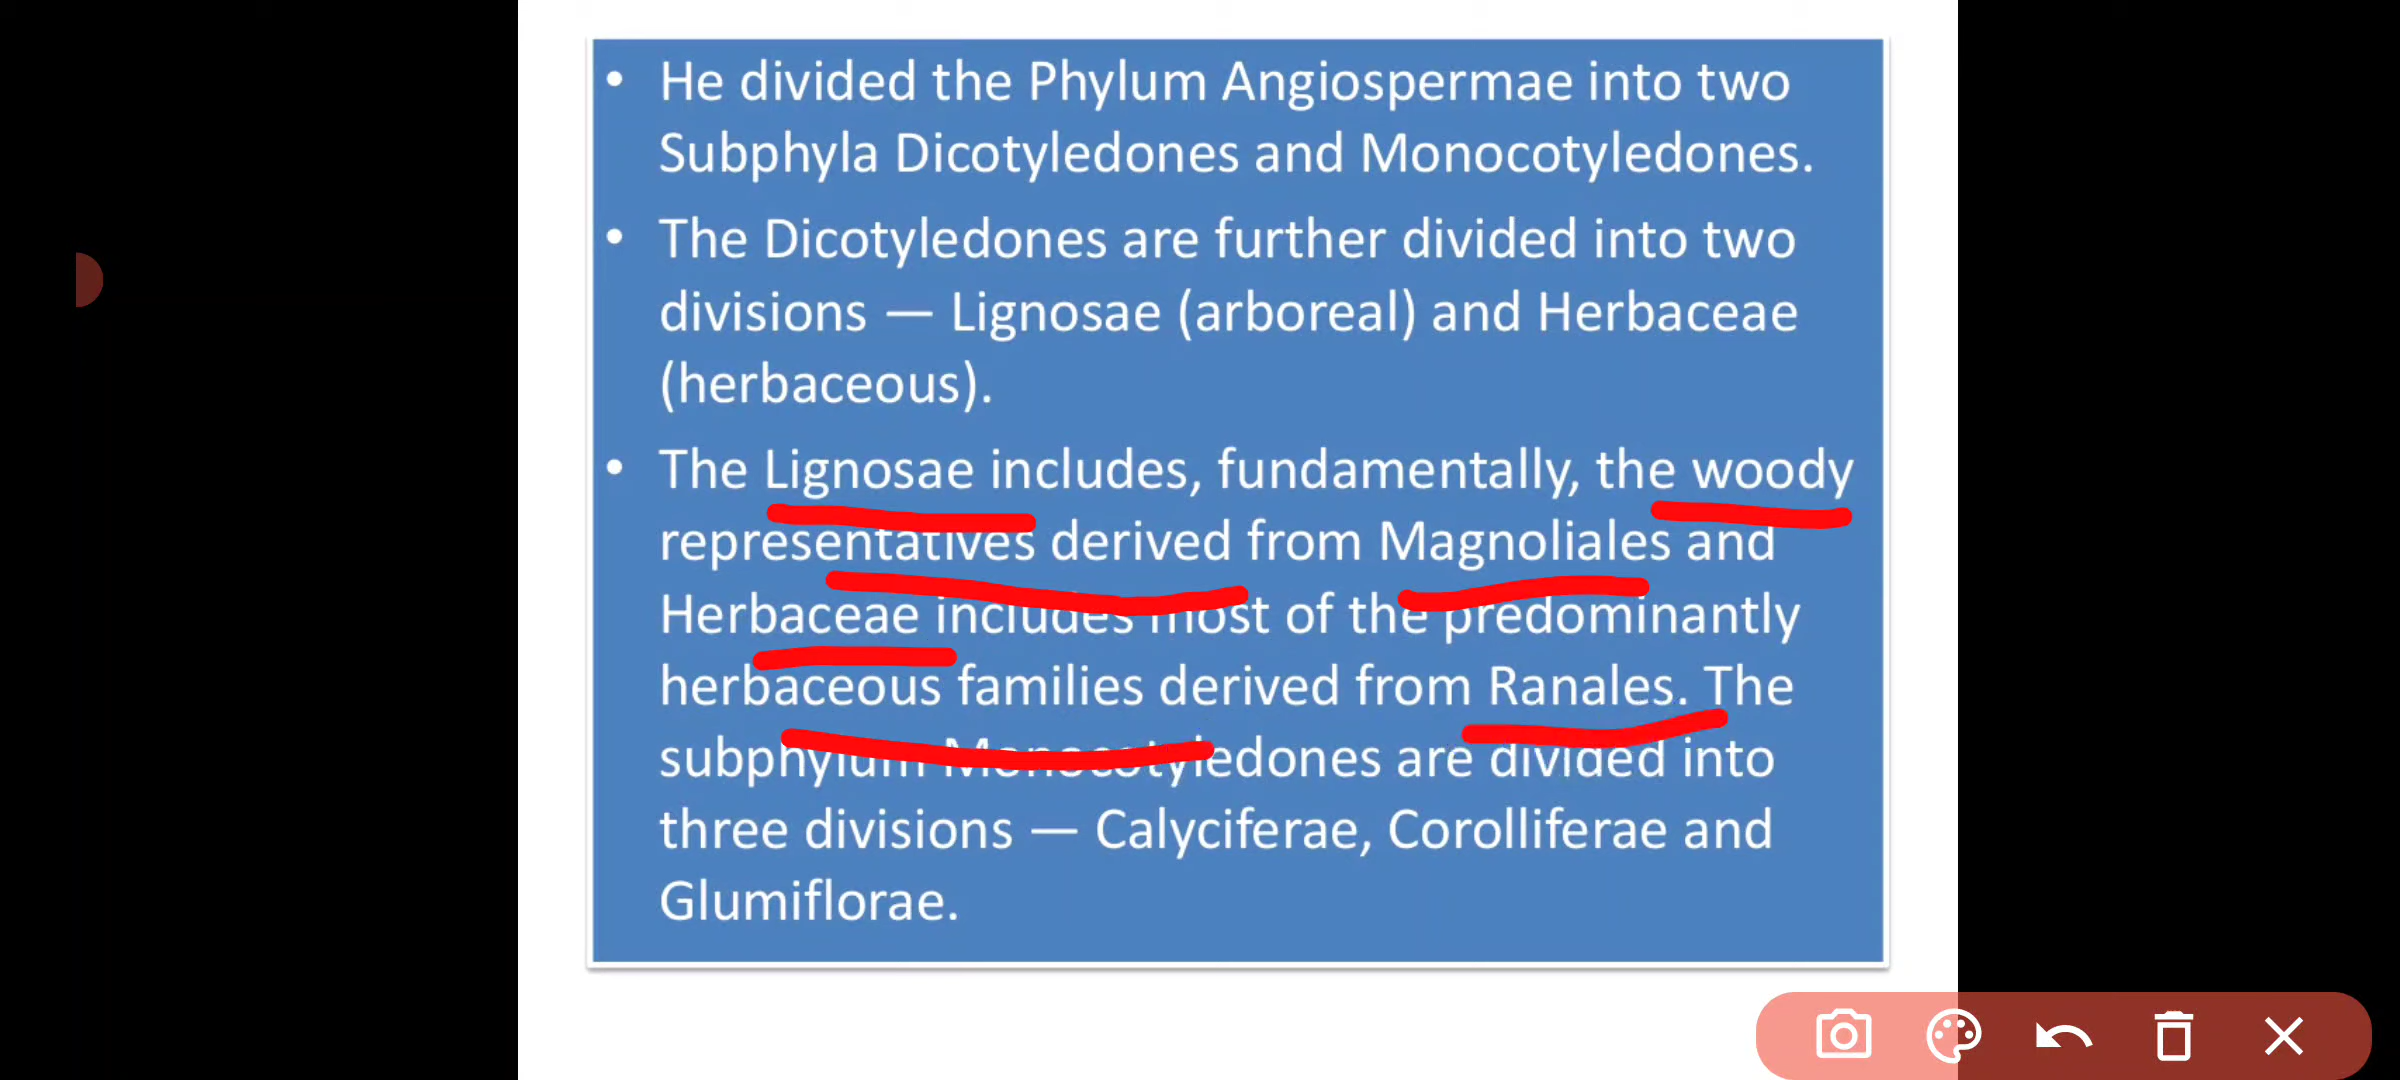 • He divided the Phylum Angiospermae into two
Subphyla Dicotyledones and Monocotyledones.
• The Dicotyledones are further divided into two
divisions — Lignosae (arboreal) and Herbaceae
(herbaceous).
• The Lignosae includes, fundamentally, the woody
representatives derived from Magnoliales and
Herbaceae includes most of the predominantly
herbaceous families derived from Ranales. The
subphylum Monocotyledones are divided into
three divisions — Calyciferae, Corolliferae and
Glumiflorae.